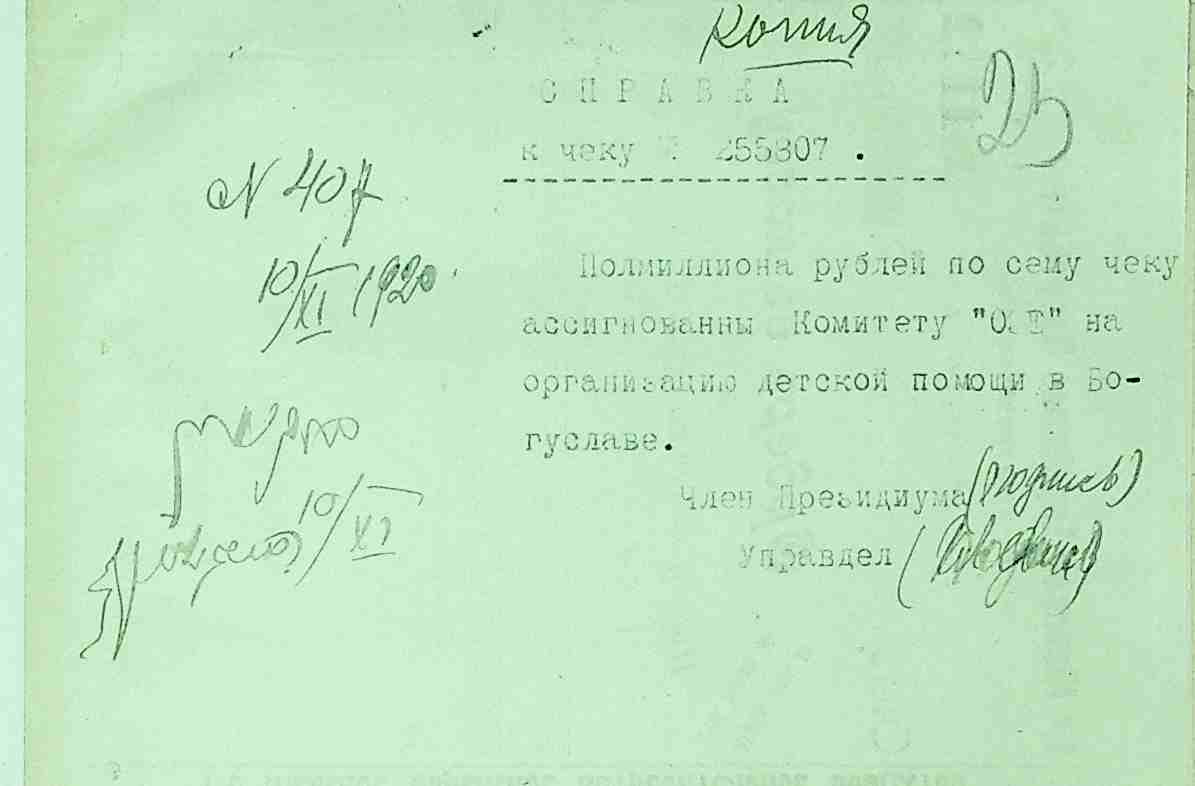 Копия
СПРАВКА
23
к чеку № 255807 .
N 407
10/XI 1920.
Полмиллиона рублей по сему чеку
ассигнованны Комитету "ОЗЕ" на
организацию детской помощи в Бо-
гуславе.
Член Президиума (подпись)
Управдел (подпись)
10/XI